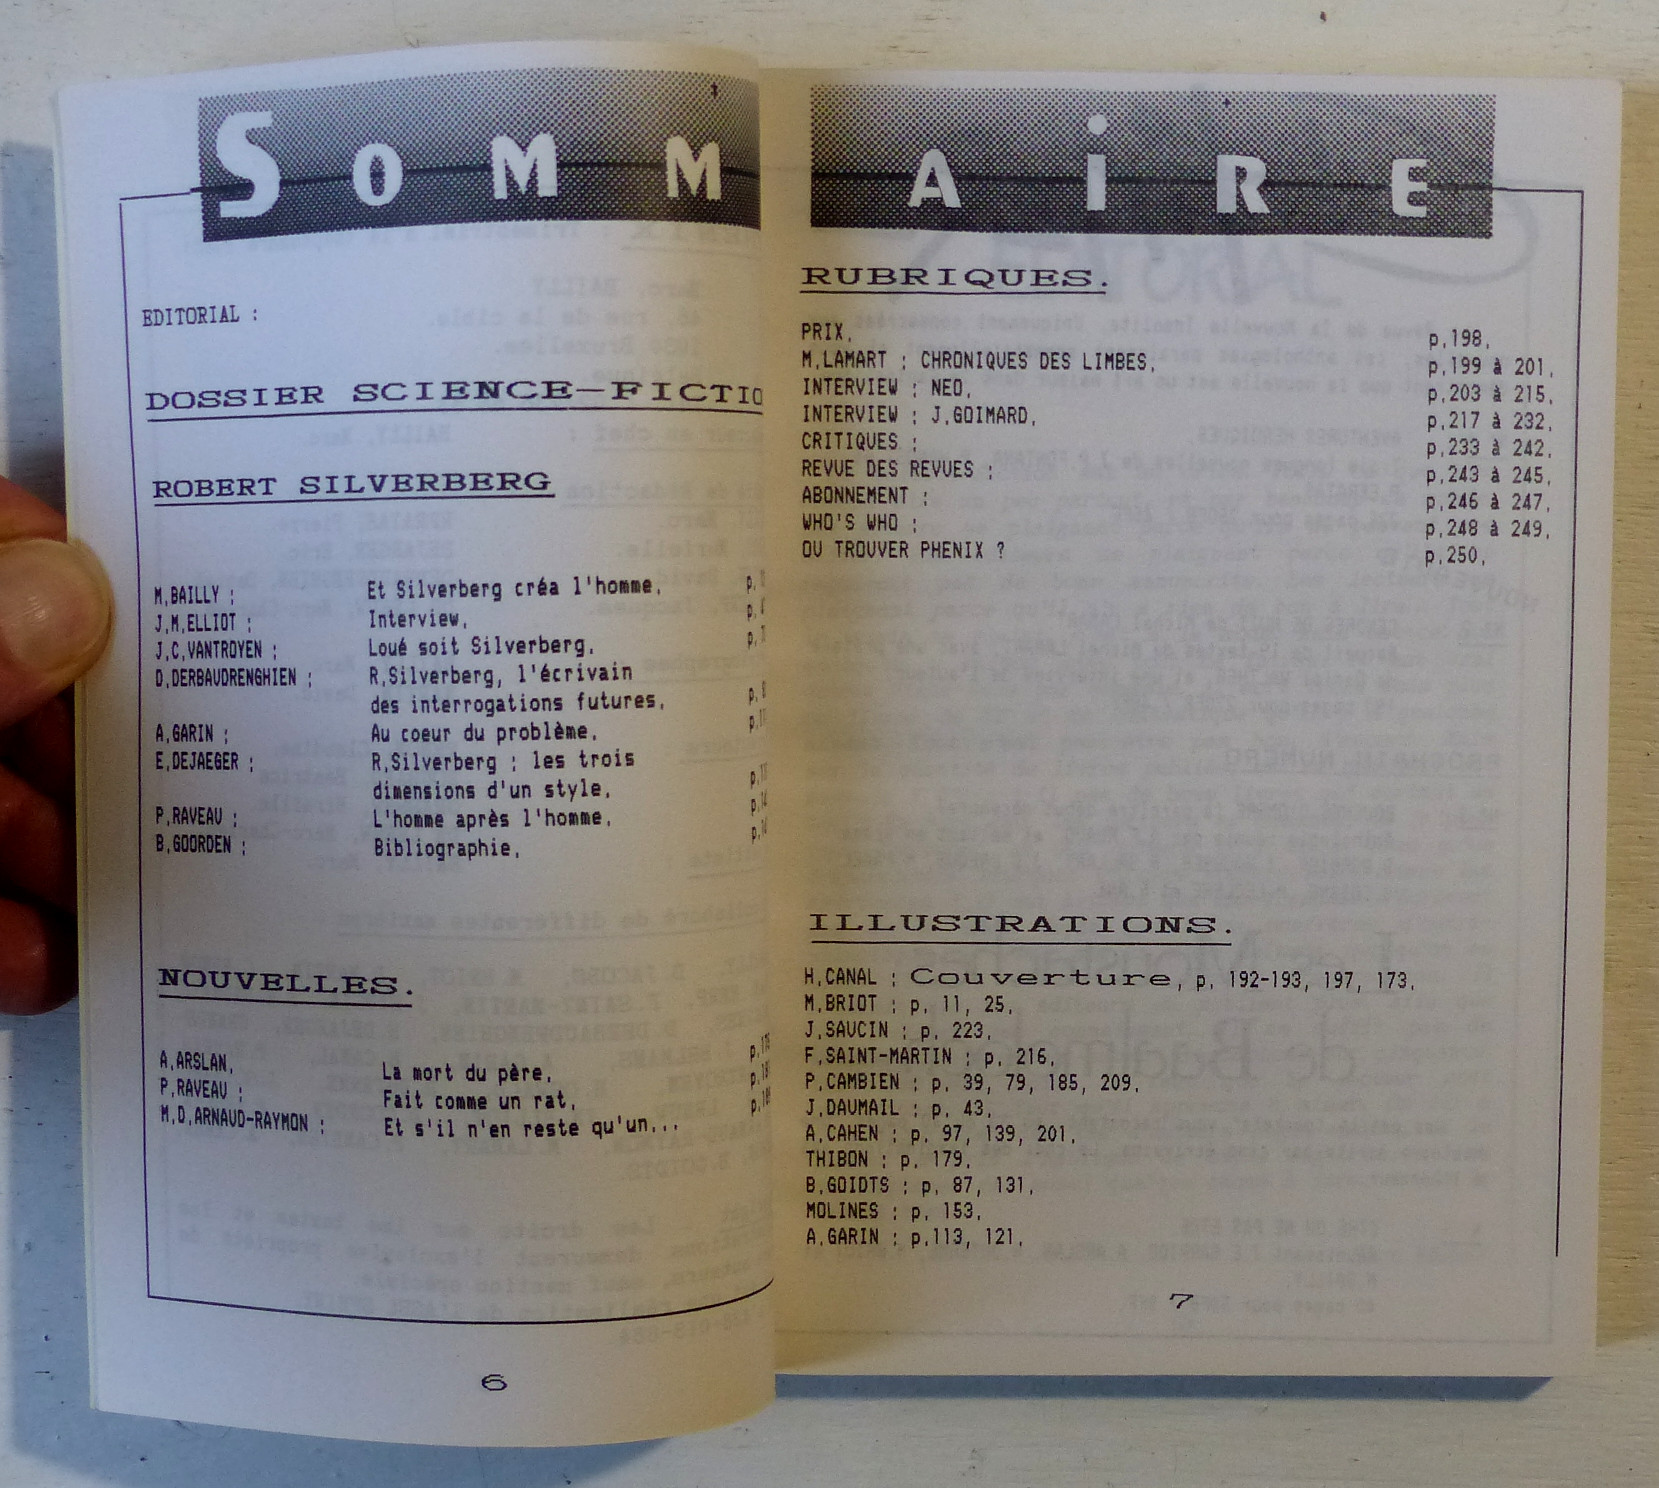 SOMMAIRE
EDITORIAL :
DOSSIER SCIENCE-FICTIO
ROBERT SILVERBERG
M.BAILLY : Et Silverberg créa l'homme.
J.M.ELLIOT : Interview.
J.C.VANTROYEN : Loué soit Silverberg.
D.DERBAUDRENGHIEN : R.Silverberg, l'écrivain
des interrogations futures.
A.GARIN : Au coeur du problème.
E.DEJAEGER : R.Silverberg : les trois
dimensions d'un style.
P.RAVEAU : L'homme après l'homme.
B.GOORDEN : Bibliographie.
NOUVELLES.
A.ARSLAN. La mort du père.
P.RAVEAU : Fait comme un rat.
M.D.ARNAUD-RAYMON : Et s'il n'en reste qu'un...
6
RUBRIQUES.
PRIX. p.198.
M.LAMART : CHRONIQUES DES LIMBES. p.199 à 201.
INTERVIEW : NEO. p.203 à 215.
INTERVIEW : J.GOIMARD. p.217 à 232.
CRITIQUES : p.233 à 242.
REVUE DES REVUES : p.243 à 245.
ABONNEMENT : p.246 à 247.
WHO'S WHO : p.248 à 249.
OU TROUVER PHENIX ? p.250.
ILLUSTRATIONS.
H.CANAL : Couverture, p. 192-193, 197, 173.
M.BRIOT : p. 11, 25.
J.SAUCIN : p. 223.
F.SAINT-MARTIN : p. 216.
P.CAMBIEN : p. 39, 79, 185, 209.
J.DAUMAIL : p. 43.
A.CAHEN : p. 97, 139, 201.
THIBON : p. 179.
B.GOIDTS : p. 87, 131.
MOLINES : p. 153.
A.GARIN : p.113, 121.
7